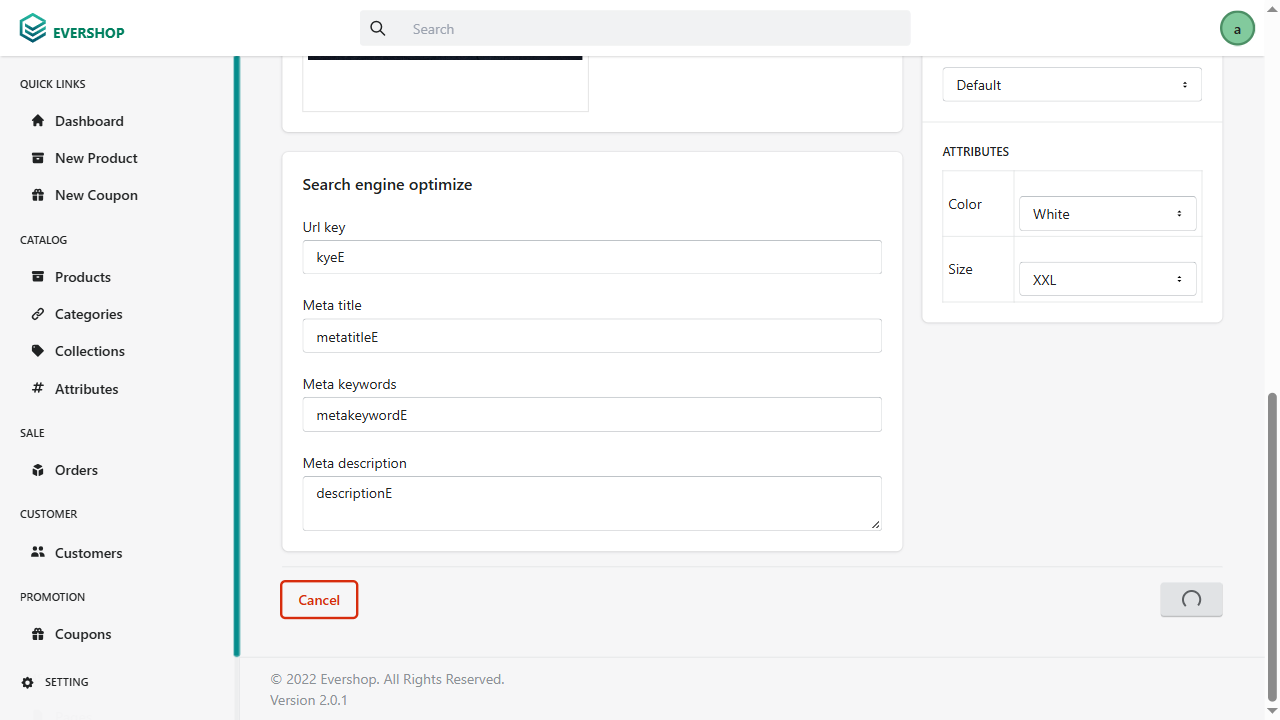 EVERSHOP
Search
a
QUICK LINKS
Dashboard
New Product
New Coupon
CATALOG
Products
Categories
Collections
Attributes
SALE
Orders
CUSTOMER
Customers
PROMOTION
Coupons
SETTING
Search engine optimize
Url key
kyeE
Meta title
metatitleE
Meta keywords
metakeywordE
Meta description
descriptionE
Cancel
Default
ATTRIBUTES
Color
White
Size
XXL
© 2022 Evershop. All Rights Reserved.
Version 2.0.1